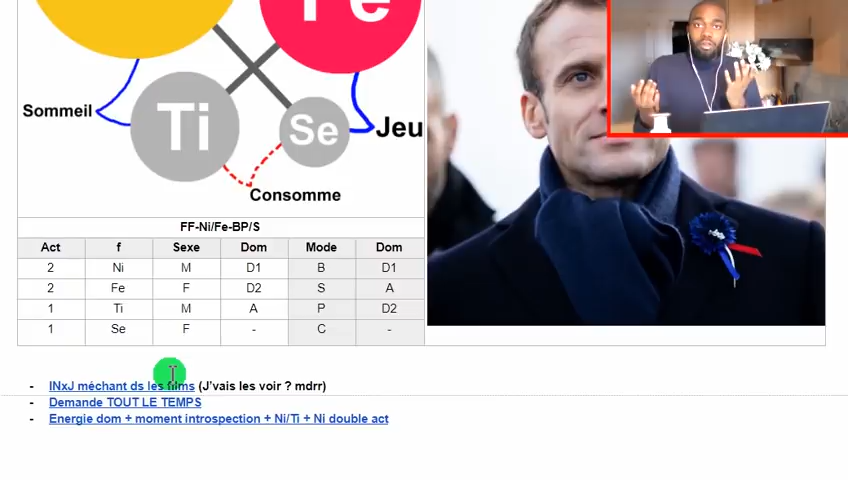 Fe
Sommeil
Ti
Se
Jeu
Consomme
FF-Ni/Fe-BP/S
Act f Sexe Dom Mode Dom
2 Ni M D1 B D1
2 Fe F D2 S A
1 Ti M A P D2
1 Se F - C -
- INxJ méchant ds les films (J'vais les voir ? mdrr)
- Demande TOUT LE TEMPS
- Energie dom + moment introspection + Ni/Ti + Ni double act